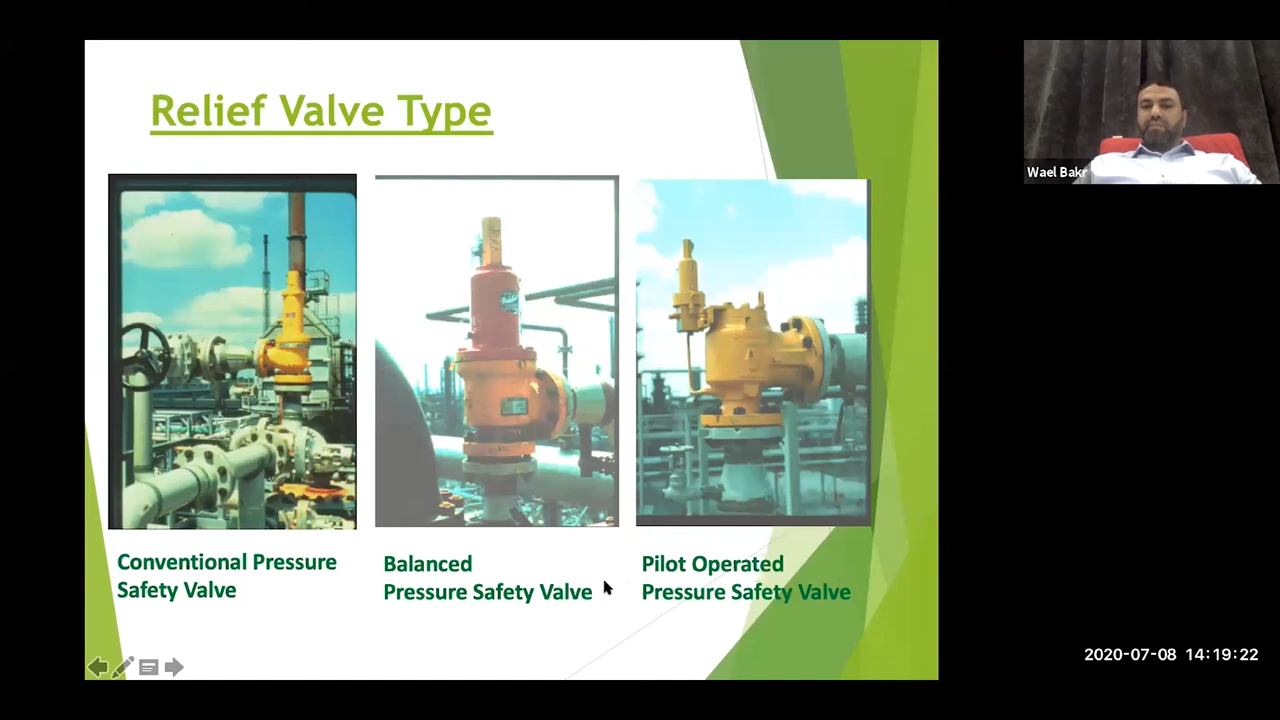 Relief Valve Type
Wael Bakr
Conventional Pressure
Safety Valve
Balanced
Pressure Safety Valve
Pilot Operated
Pressure Safety Valve
2020-07-08 14:19:22